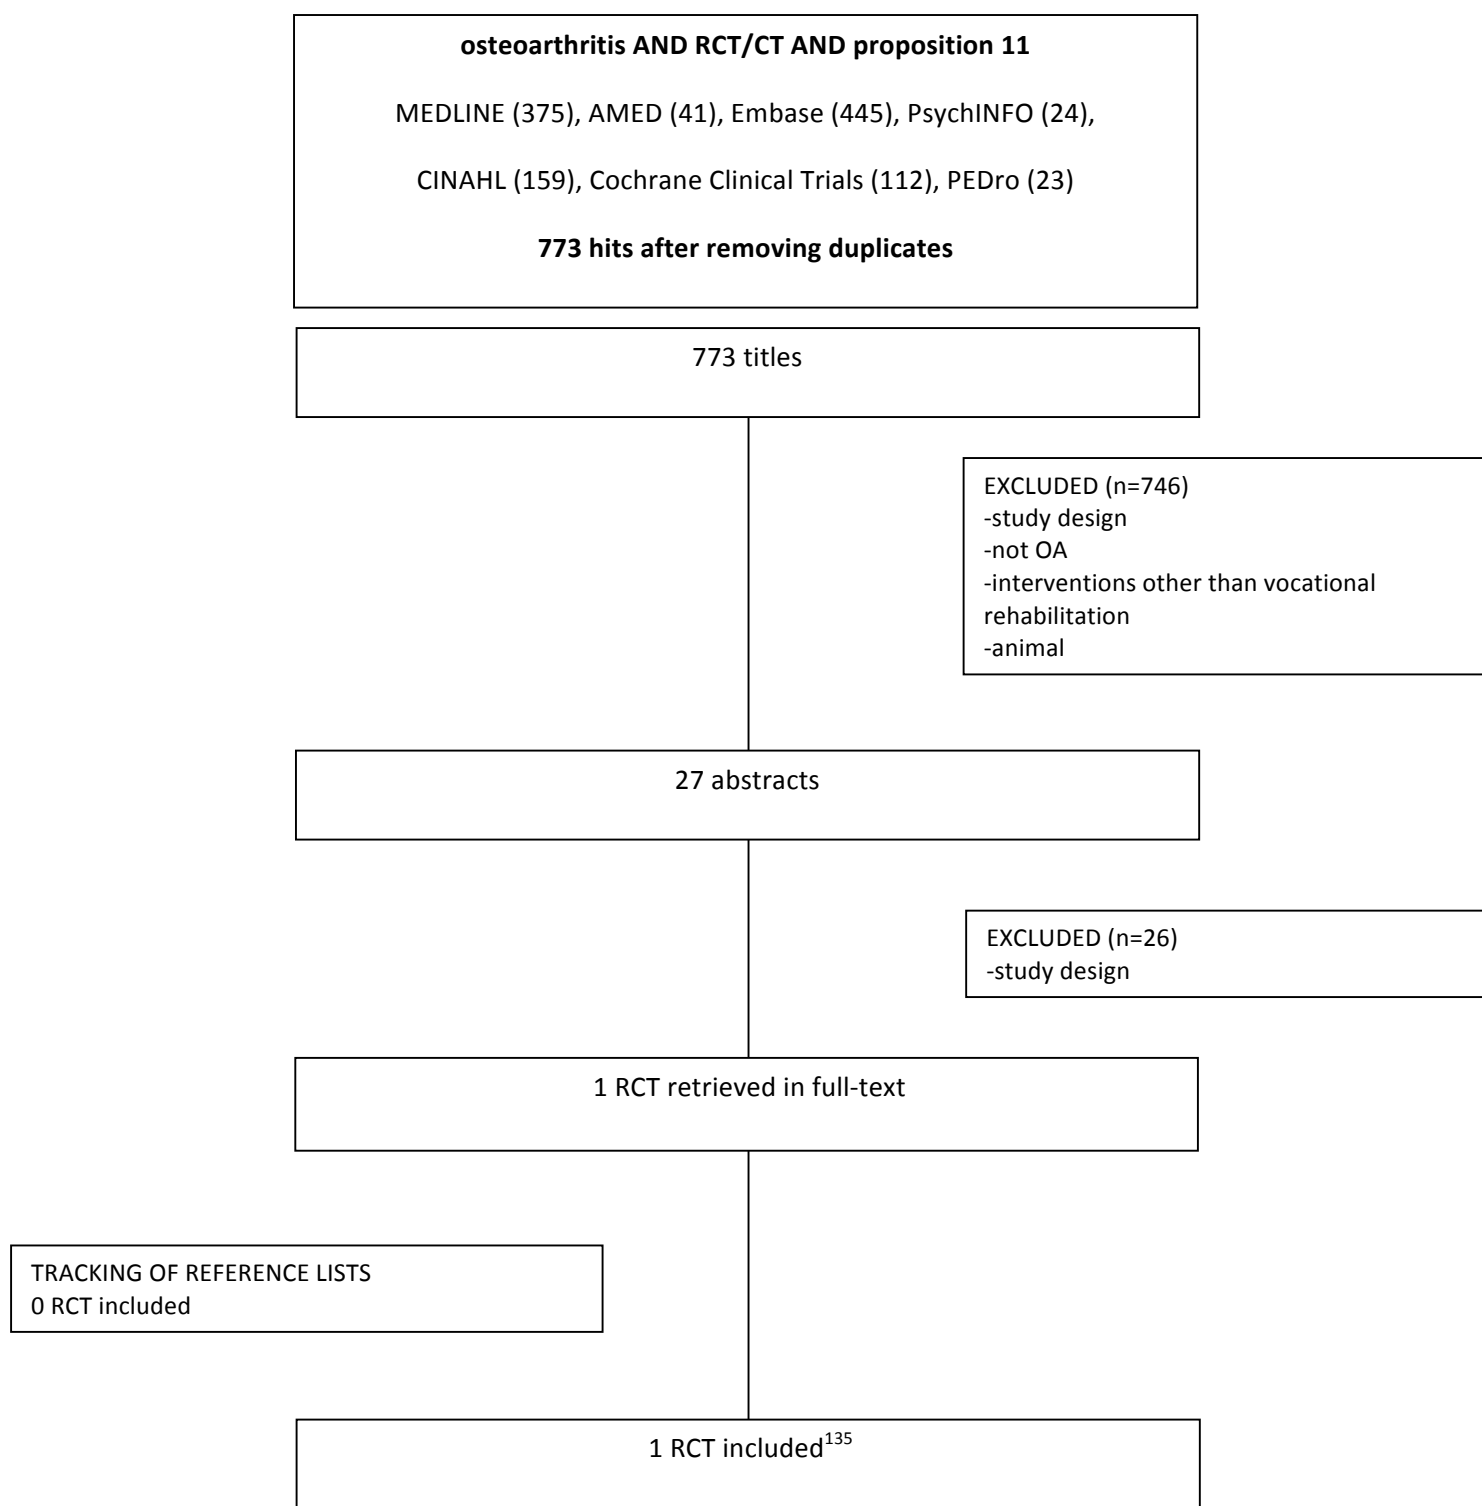 osteoarthritis AND RCT/CT AND proposition 11
MEDLINE (375), AMED (41), Embase (445), PsychINFO (24),
CINAHL (159), Cochrane Clinical Trials (112), PEDro (23)
773 hits after removing duplicates
773 titles
EXCLUDED (n=746)
-study design
-not OA
-interventions other than vocational
rehabilitation
-animal
27 abstracts
EXCLUDED (n=26)
-study design
1 RCT retrieved in full-text
TRACKING OF REFERENCE LISTS
0 RCT included
1 RCT included135